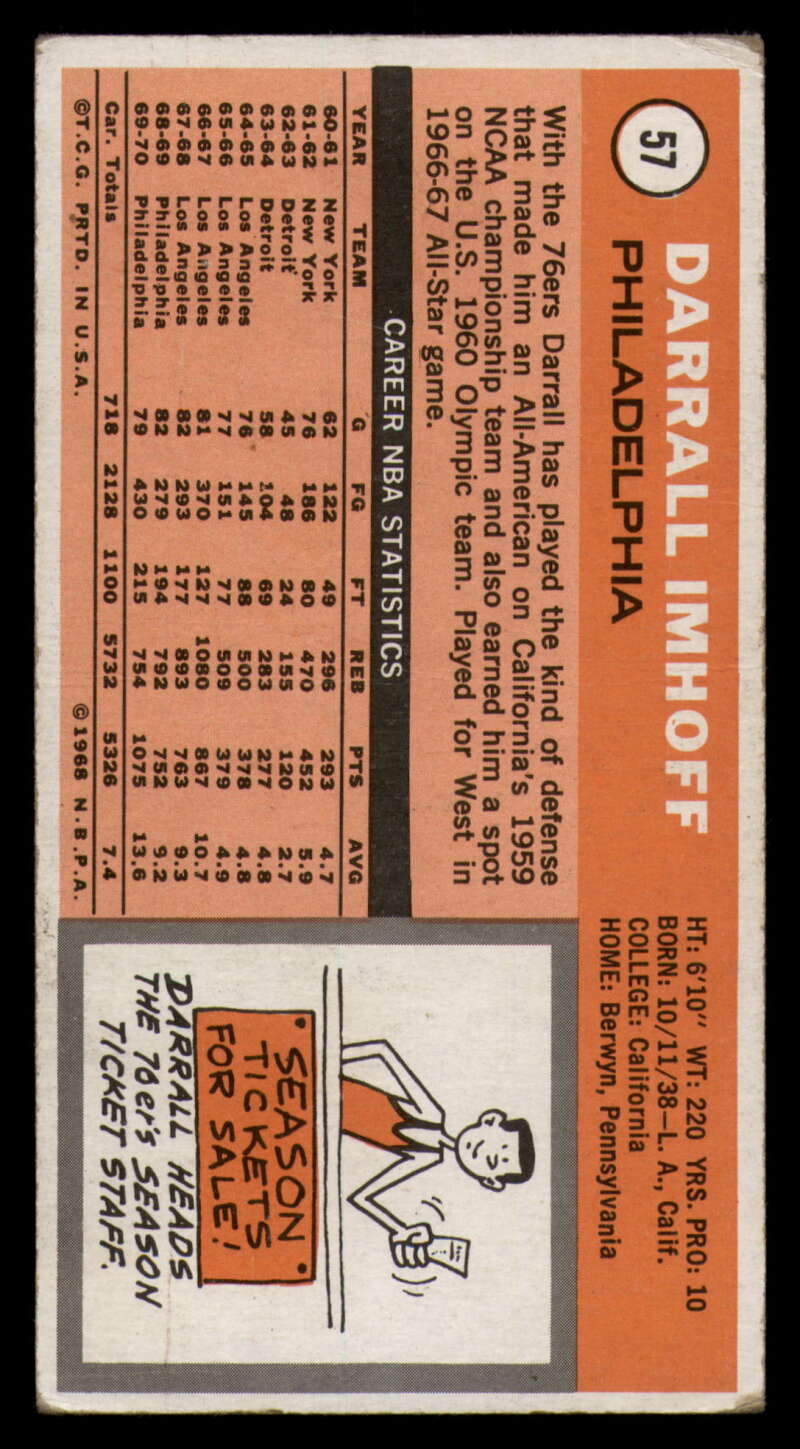 57
DARRALL IMHOFF
PHILADELPHIA
HT: 6'10" WT: 220 YRS. PRO: 10
BORN: 10/11/38—L. A., Calif.
COLLEGE: California
HOME: Berwyn, Pennsylvania
With the 76ers Darrall has played the kind of defense
that made him an All-American on California's 1959
NCAA championship team and also earned him a spot
on the U.S. 1960 Olympic team. Played for West in
1966-67 All-Star game.
CAREER NBA STATISTICS
YEAR TEAM G FG FT REB PTS AVG
60-61 New York 62 122 49 296 293 4.7
61-62 New York 76 186 80 470 452 5.9
62-63 Detroit 45 48 24 155 120 2.7
63-64 Detroit 58 104 69 283 277 4.8
64-65 Los Angeles 76 145 88 500 378 4.8
65-66 Los Angeles 77 151 77 509 379 4.9
66-67 Los Angeles 81 370 127 1080 867 10.7
67-68 Los Angeles 82 293 177 893 763 9.3
68-69 Philadelphia 82 279 194 792 752 9.2
69-70 Philadelphia 79 430 215 754 1075 13.6
Car. Totals 718 2128 1100 5732 5326 7.4
©T.C.G. PRTD. IN U.S.A. ©1968 N.B.P.A.
SEASON
TICKETS
FOR SALE!
DARRALL HEADS
THE 76er'S SEASON
TICKET STAFF.